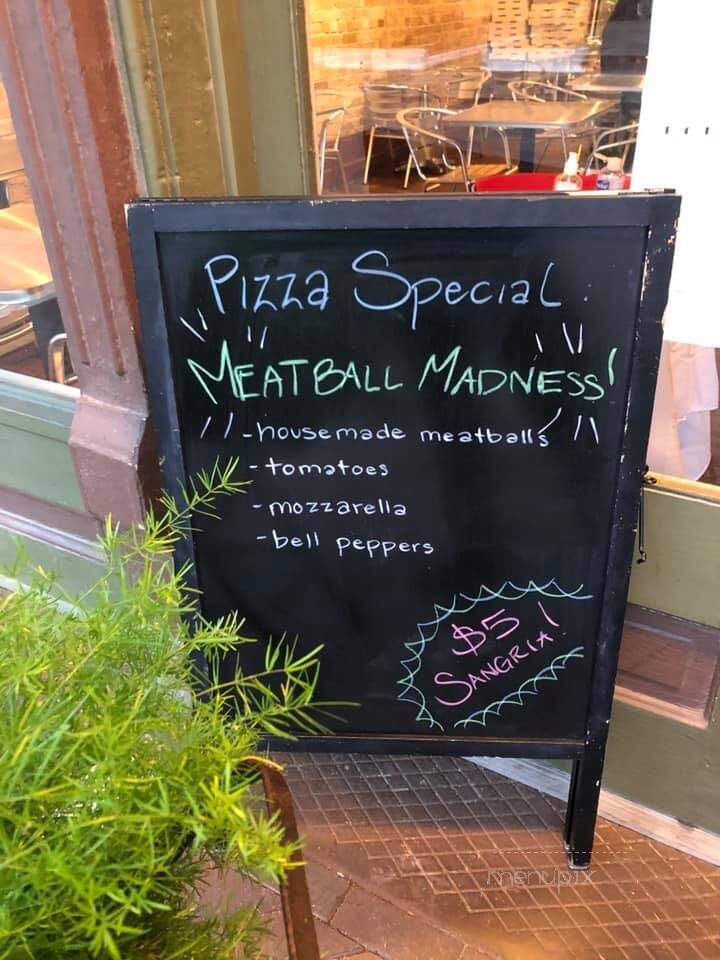 Pizza Special
MEATBALL MADNESS!
- housemade meatballs
- tomatoes
- mozzarella
- bell peppers
$5
SANGRIA!
menupix